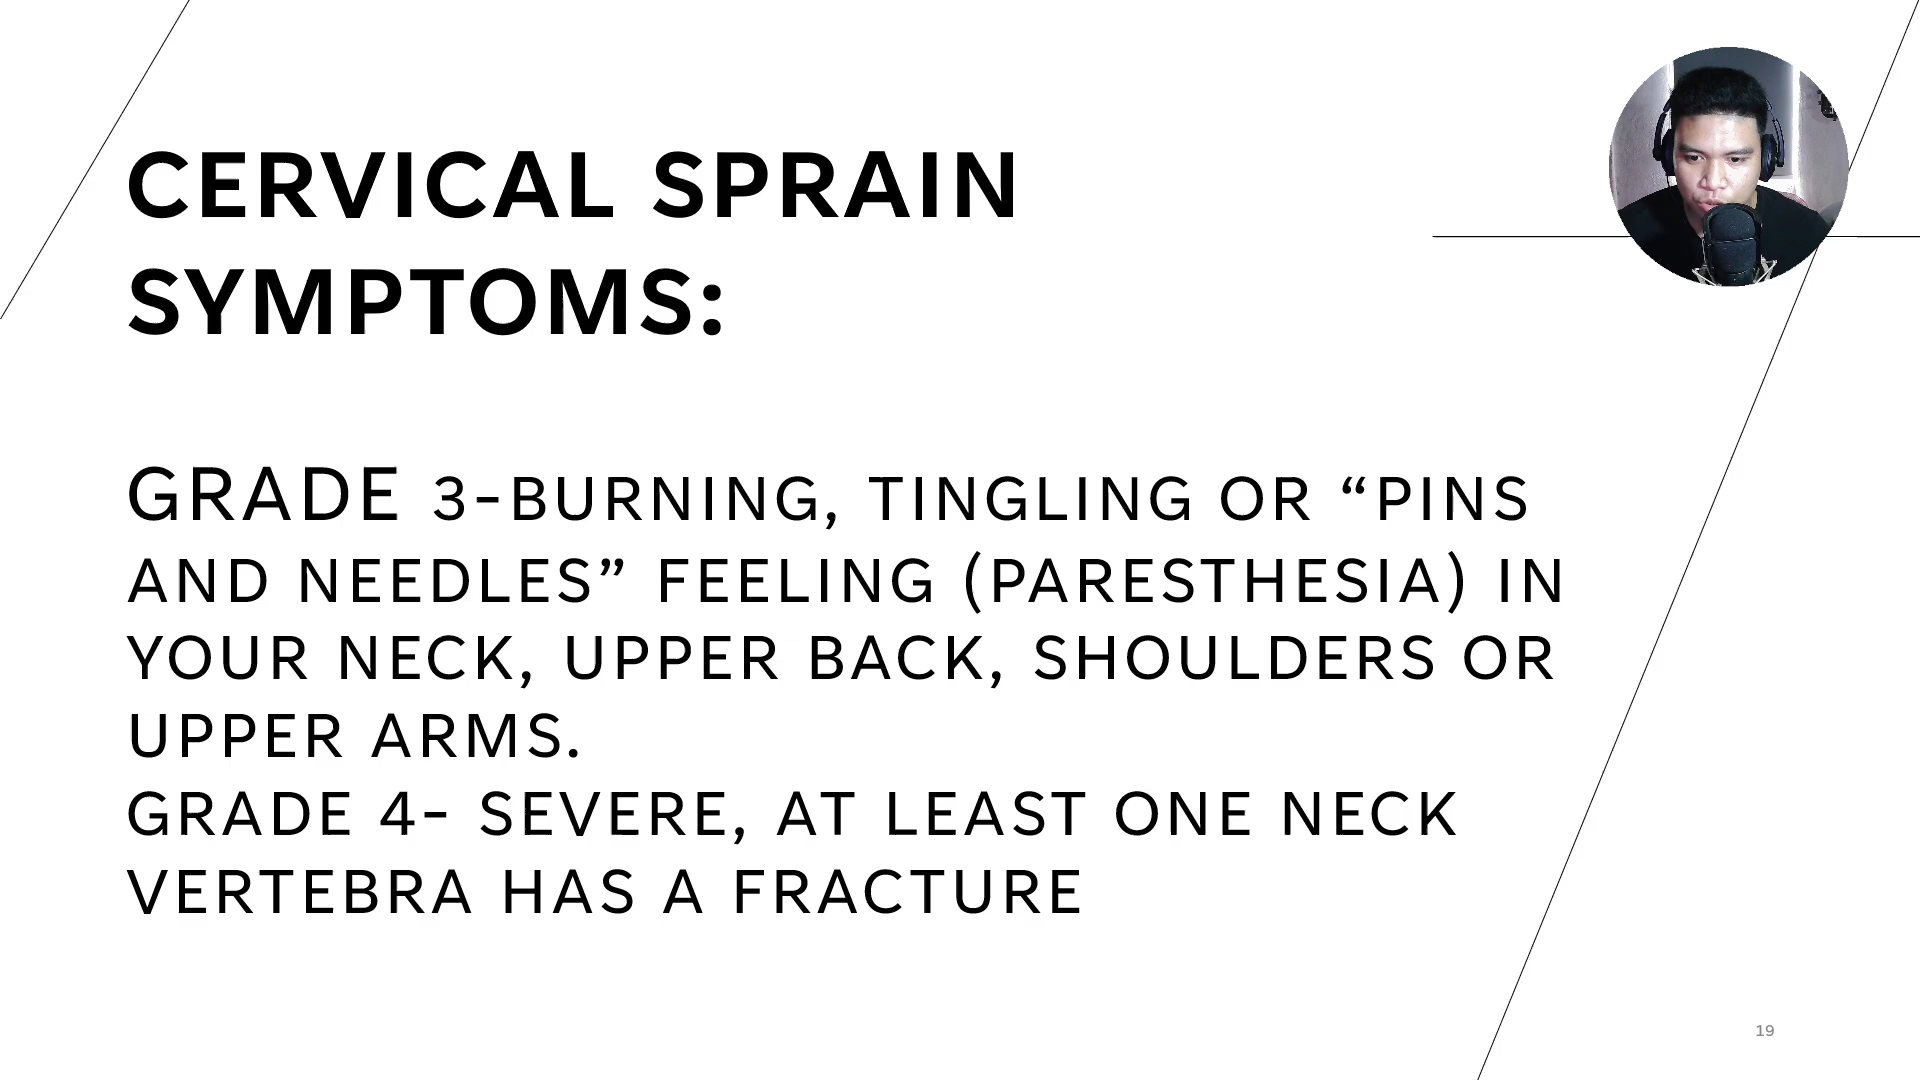 CERVICAL SPRAIN
SYMPTOMS:
GRADE 3-BURNING, TINGLING OR “PINS
AND NEEDLES” FEELING (PARESTHESIA) IN
YOUR NECK, UPPER BACK, SHOULDERS OR
UPPER ARMS.
GRADE 4- SEVERE, AT LEAST ONE NECK
VERTEBRA HAS A FRACTURE
19